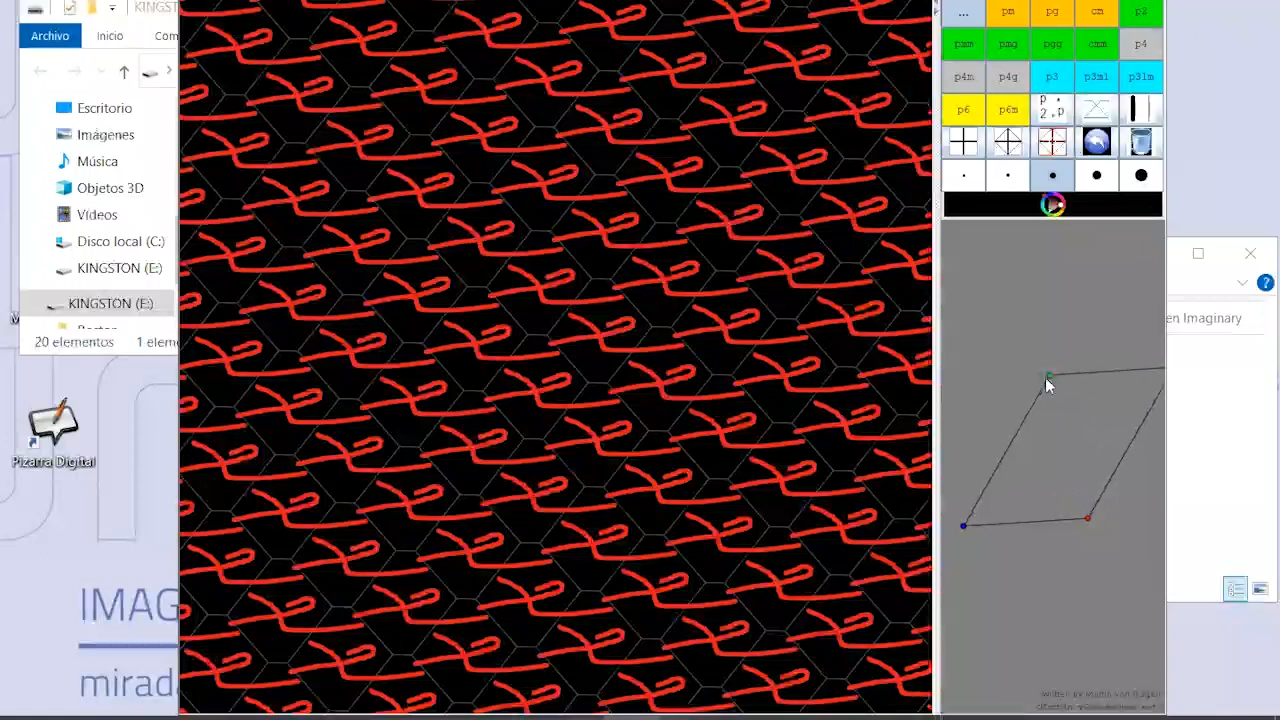 KINGST
Archivo Inicio Com
Escritorio
Imágenes
Música
Objetos 3D
Vídeos
Disco local (C:)
KINGSTON (E:)
KINGSTON (E:)
20 elementos 1 eleme
Pizarra Digital
IMAG
mirada
... pm pg cm p2
pmm pmg pgg cmm p4
p4m p4g p3 p3m1 p31m
p6 p6m
en Imaginary